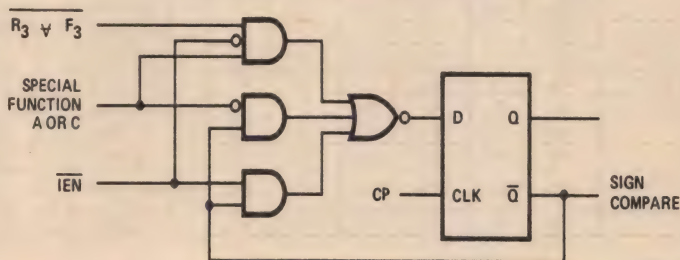 R₃ ∀ F₃
SPECIAL
FUNCTION
A OR C
IEN
D Q
CP CLK Q
SIGN
COMPARE